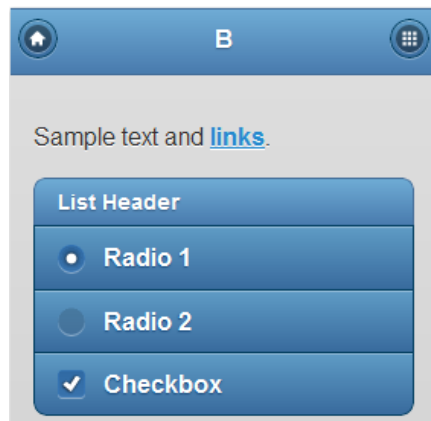 B
Sample text and links.
List Header
Radio 1
Radio 2
Checkbox